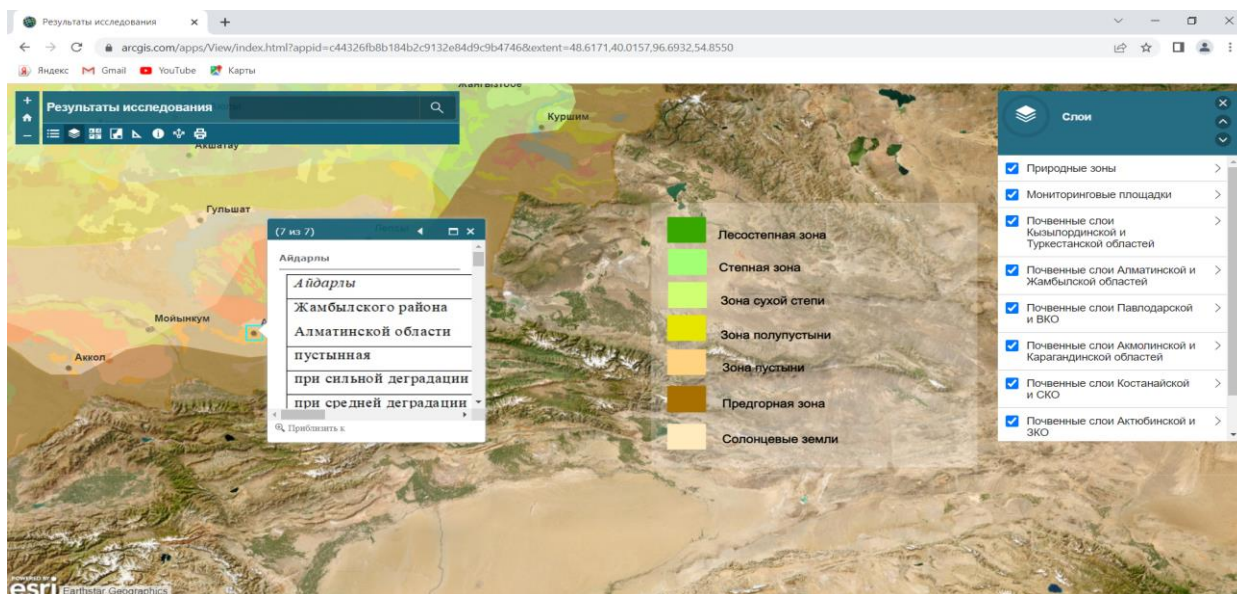 Результаты исследования
arcgis.com/apps/View/index.html?appid=c44326fb8b184b2c9132e84d9c9b4746&extent=48.6171,40.0157,96.6932,54.8550
Яндекс
Gmail
YouTube
Карты
Жангызтобе
Результаты исследования
Куршим
Акшатау
Гульшат
Мойынкум
Аккол
(7 из 7)
Айдарлы
Айдарлы
Жамбылского района
Алматинской области
пустынная
при сильной деградации
при средней деградации
Приблизить к
Лесостепная зона
Степная зона
Зона сухой степи
Зона полупустыни
Зона пустыни
Предгорная зона
Солонцевые земли
Слои
Природные зоны
Мониторинговые площадки
Почвенные слои
Кызылординской и
Туркестанской областей
Почвенные слои Алматинской и
Жамбылской областей
Почвенные слои Павлодарской
и ВКО
Почвенные слои Акмолинской и
Карагандинской областей
Почвенные слои Костанайской
и СКО
Почвенные слои Актюбинской и
ЗКО
POWERED BY
esri
Earthstar Geographics